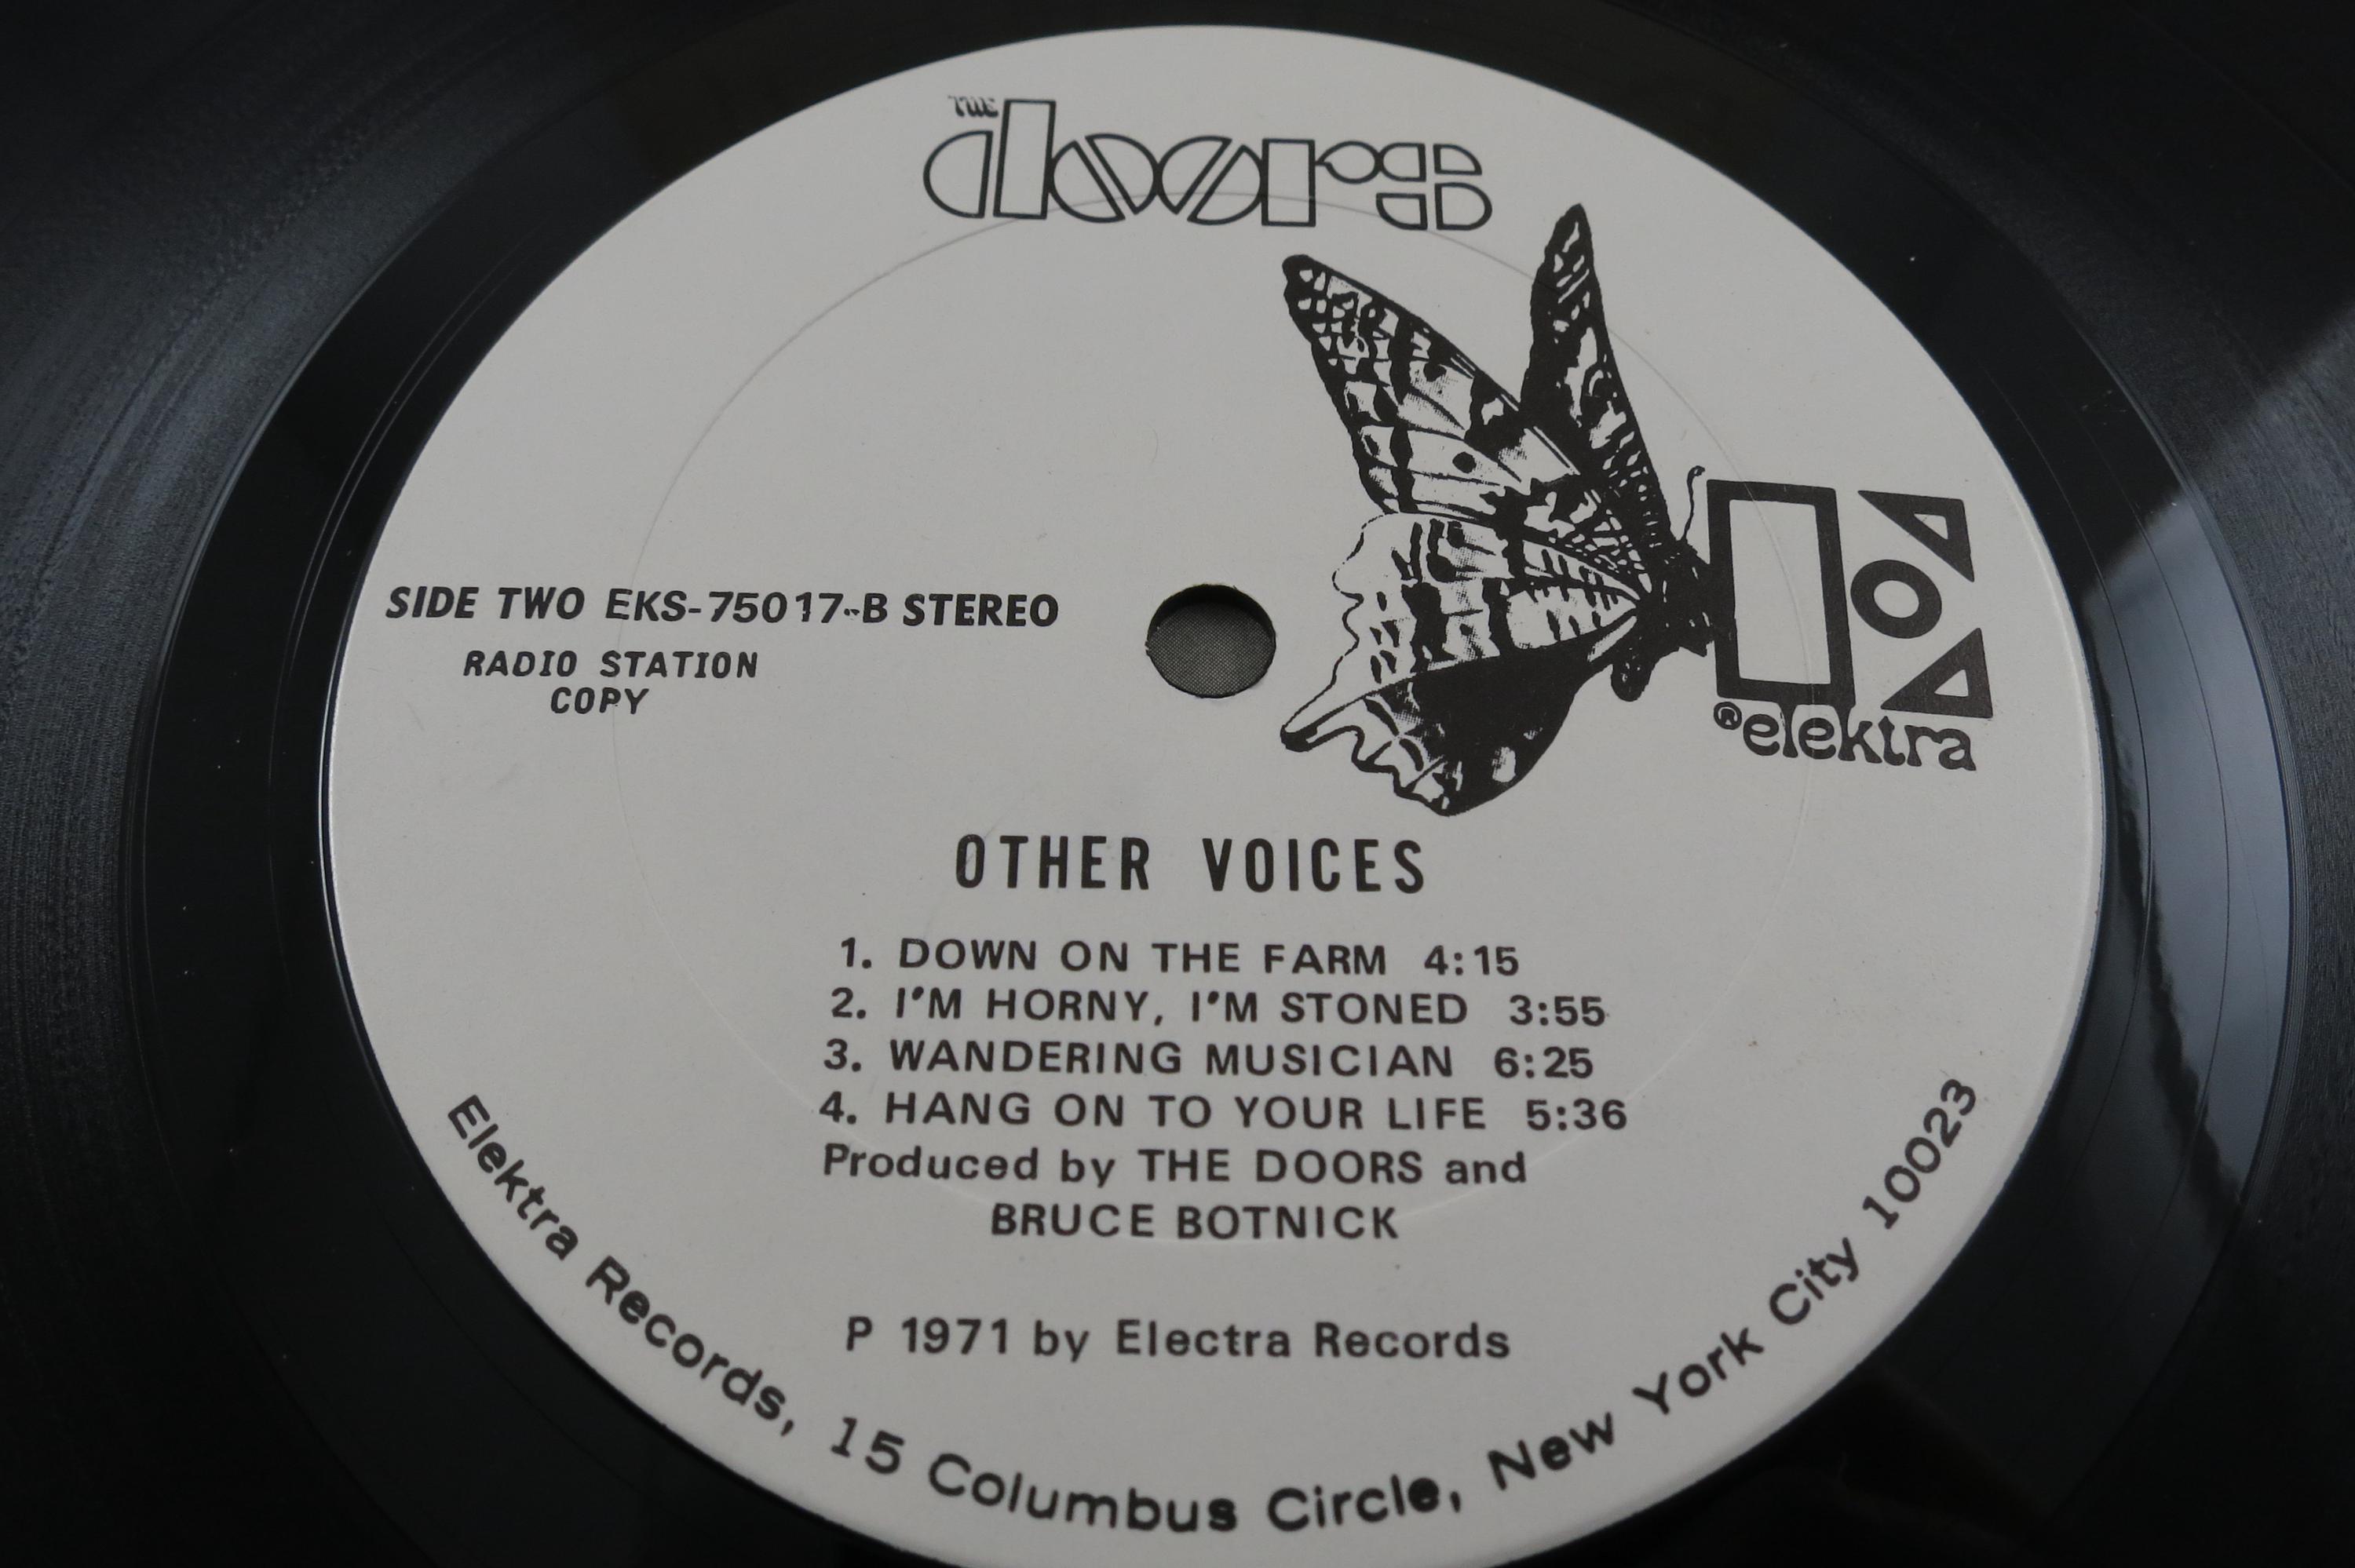 THE
doors
SIDE TWO EKS-75017-B STEREO
RADIO STATION
COPY
®elektra
OTHER VOICES
1. DOWN ON THE FARM 4:15
2. I'M HORNY, I'M STONED 3:55
3. WANDERING MUSICIAN 6:25
4. HANG ON TO YOUR LIFE 5:36
Produced by THE DOORS and
BRUCE BOTNICK
P 1971 by Electra Records
Elektra Records, 15 Columbus Circle, New York City 10023